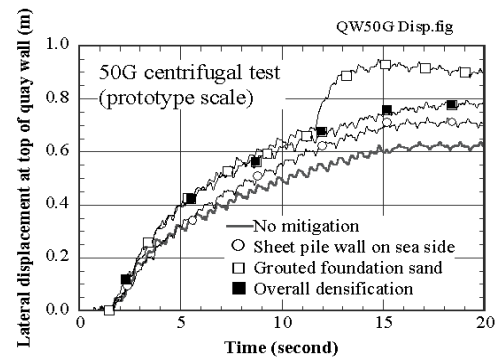 QW50G Disp.fig
Lateral displacement at top of quay wall (m)
1.0
0.8
0.6
0.4
0.2
0.0
50G centrifugal test
(prototype scale)
No mitigation
Sheet pile wall on sea side
Grouted foundation sand
Overall densification
0
5
10
15
20
Time (second)